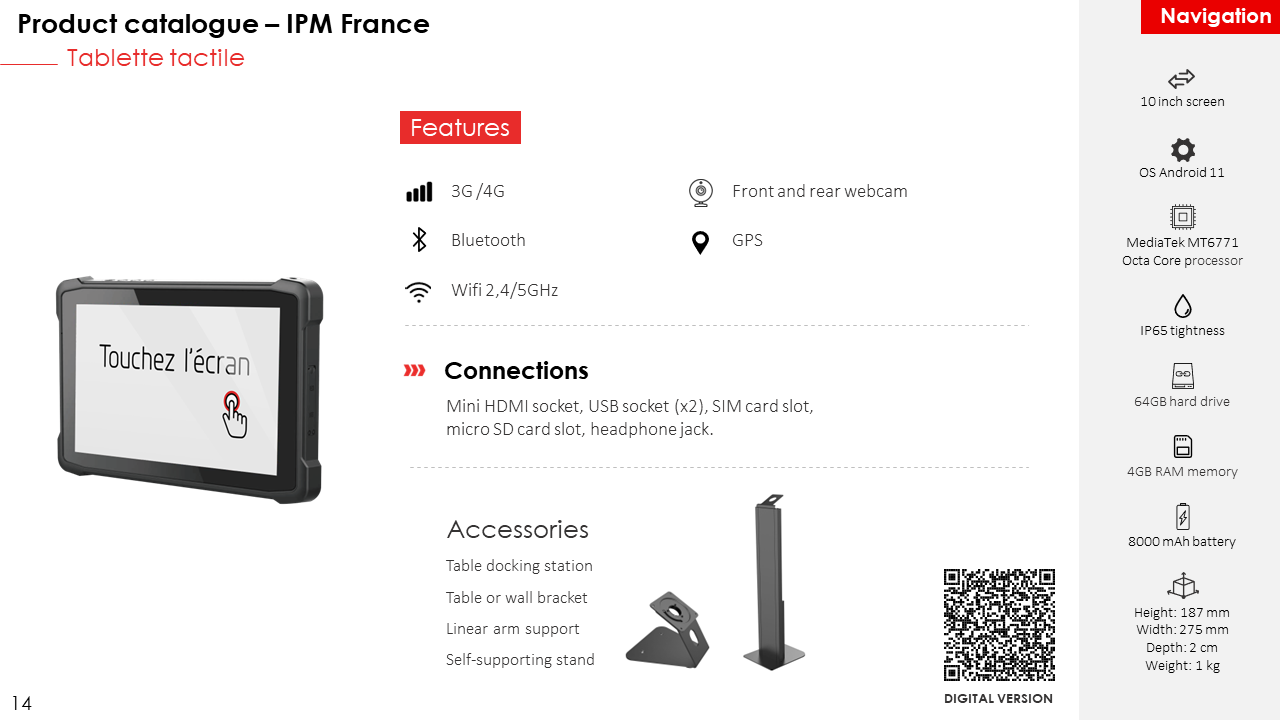 Product catalogue – IPM France
Tablette tactile
Navigation
Features
3G /4G
Front and rear webcam
Bluetooth
GPS
Wifi 2,4/5GHz
Connections
Mini HDMI socket, USB socket (x2), SIM card slot,
micro SD card slot, headphone jack.
Touchez l'écran
Accessories
Table docking station
Table or wall bracket
Linear arm support
Self-supporting stand
DIGITAL VERSION
10 inch screen
OS Android 11
MediaTek MT6771
Octa Core processor
IP65 tightness
64GB hard drive
4GB RAM memory
8000 mAh battery
Height: 187 mm
Width: 275 mm
Depth: 2 cm
Weight: 1 kg
14